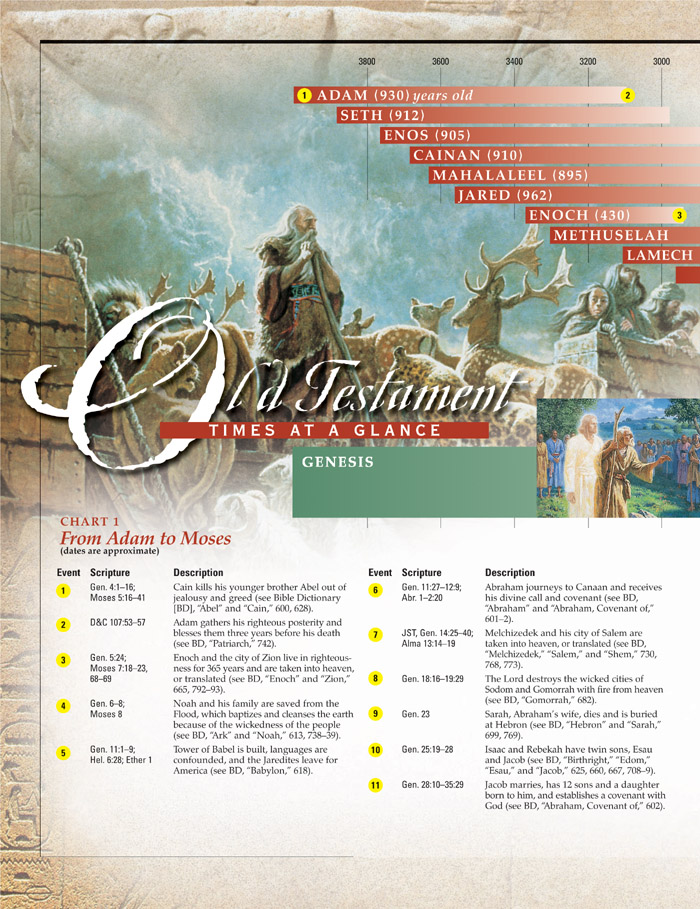 3800 3600 3400 3200 3000
1 ADAM (930) years old 2
SETH (912)
ENOS (905)
CAINAN (910)
MAHALALEEL (895)
JARED (962)
ENOCH (430) 3
METHUSELAH
LAMECH
Old Testament
TIMES AT A GLANCE
GENESIS
CHART 1
From Adam to Moses
(dates are approximate)
Event Scripture Description
1 Gen. 4:1–16; Cain kills his younger brother Abel out of
Moses 5:16–41 jealousy and greed (see Bible Dictionary
[BD], “Abel” and “Cain,” 600, 628).
2 D&C 107:53–57 Adam gathers his righteous posterity and
blesses them three years before his death
(see BD, “Patriarch,” 742).
3 Gen. 5:24; Enoch and the city of Zion live in righteous-
Moses 7:18–23, ness for 365 years and are taken into heaven,
68–69 or translated (see BD, “Enoch” and “Zion,”
665, 792–93).
4 Gen. 6–8; Noah and his family are saved from the
Moses 8 Flood, which baptizes and cleanses the earth
because of the wickedness of the people
(see BD, “Ark” and “Noah,” 613, 738–39).
5 Gen. 11:1–9; Tower of Babel is built, languages are
Hel. 6:28; Ether 1 confounded, and the Jaredites leave for
America (see BD, “Babylon,” 618).
Event Scripture Description
6 Gen. 11:27–12:9; Abraham journeys to Canaan and receives
Abr. 1–2:20 his divine call and covenant (see BD,
“Abraham” and “Abraham, Covenant of,”
601–2).
7 JST, Gen. 14:25–40; Melchizedek and his city of Salem are
Alma 13:14–19 taken into heaven, or translated (see BD,
“Melchizedek,” “Salem,” and “Shem,” 730,
768, 773).
8 Gen. 18:16–19:29 The Lord destroys the wicked cities of
Sodom and Gomorrah with fire from heaven
(see BD, “Gomorrah,” 682).
9 Gen. 23 Sarah, Abraham’s wife, dies and is buried
at Hebron (see BD, “Hebron” and “Sarah,”
699, 769).
10 Gen. 25:19–28 Isaac and Rebekah have twin sons, Esau
and Jacob (see BD, “Birthright,” “Edom,”
“Esau,” and “Jacob,” 625, 660, 667, 708–9).
11 Gen. 28:10–35:29 Jacob marries, has 12 sons and a daughter
born to him, and establishes a covenant with
God (see BD, “Abraham, Covenant of,” 602).